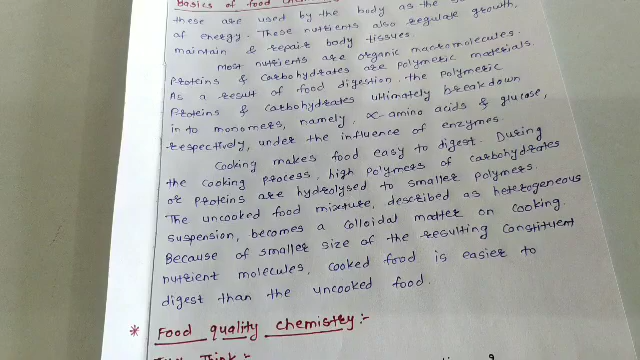 Basics of food
these are used by the body as the
of energy. These nutrients also regulate growth,
maintain & repair body tissues
Most nutrients are organic macromolecules.
Proteins & carbohydrates are polymeric materials.
As a result of food digestion, the polymeric
Proteins & carbohydrates ultimately breakdown
in to monomers, namely, α-amino acids & glucose,
respectively, under the influence of enzymes.
Cooking makes food easy to digest. During
the cooking process, high polymers of carbohydrates
or proteins are hydrolysed to smaller polymers.
The uncooked food mixture, described as heterogeneous
suspension, becomes a colloidal matter on cooking.
Because of smaller size of the resulting constituent
nutrient molecules, cooked food is easier to
digest than the uncooked food.
* Food quality chemistry:-
Think:-